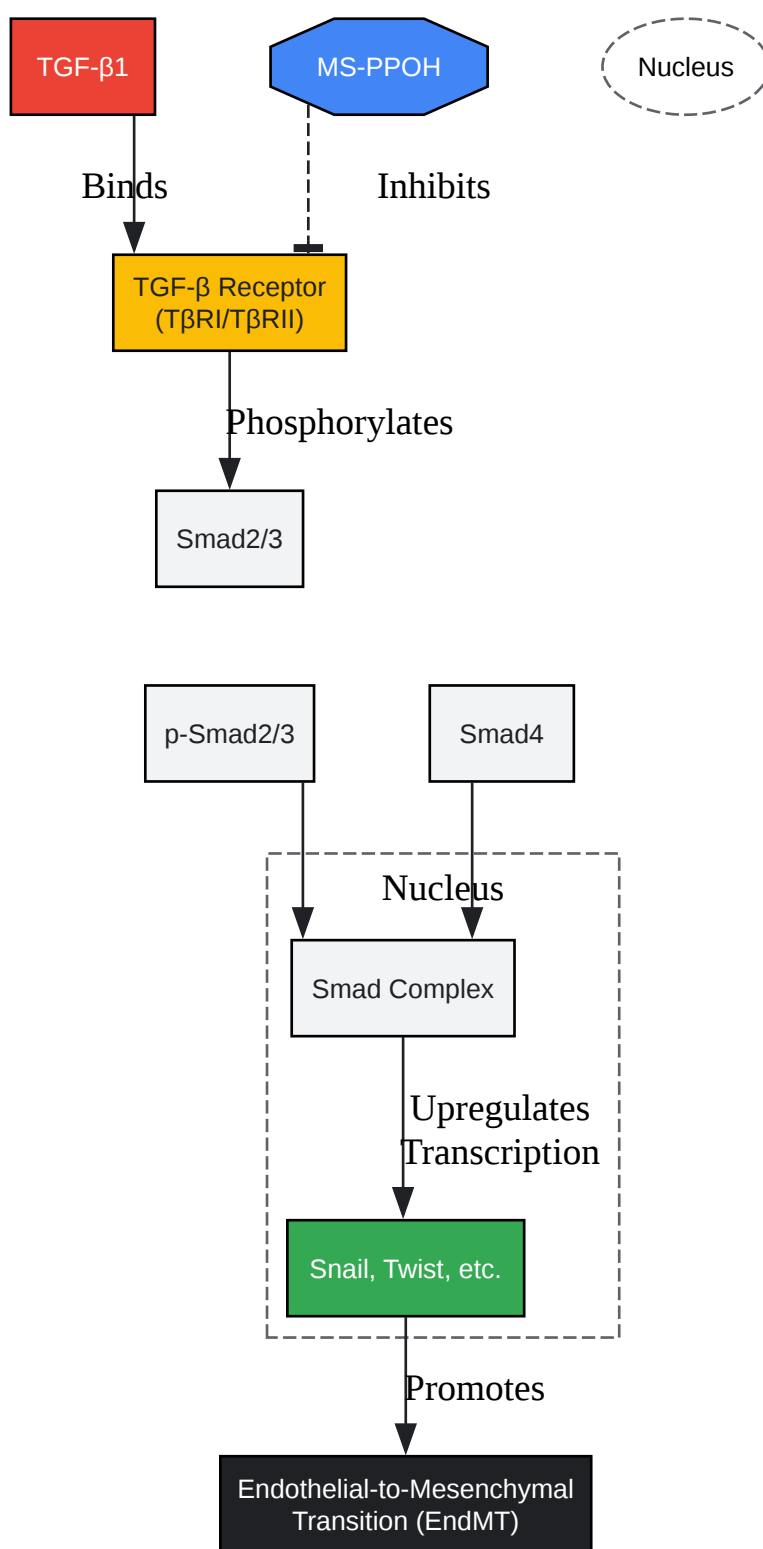 TGF-β1
MS-PPOH
Nucleus
Binds
Inhibits
TGF-β Receptor
(TβRI/TβRII)
Phosphorylates
Smad2/3
p-Smad2/3
Smad4
Nucleus
Smad Complex
Upregulates
Transcription
Snail, Twist, etc.
Promotes
Endothelial-to-Mesenchymal
Transition (EndMT)